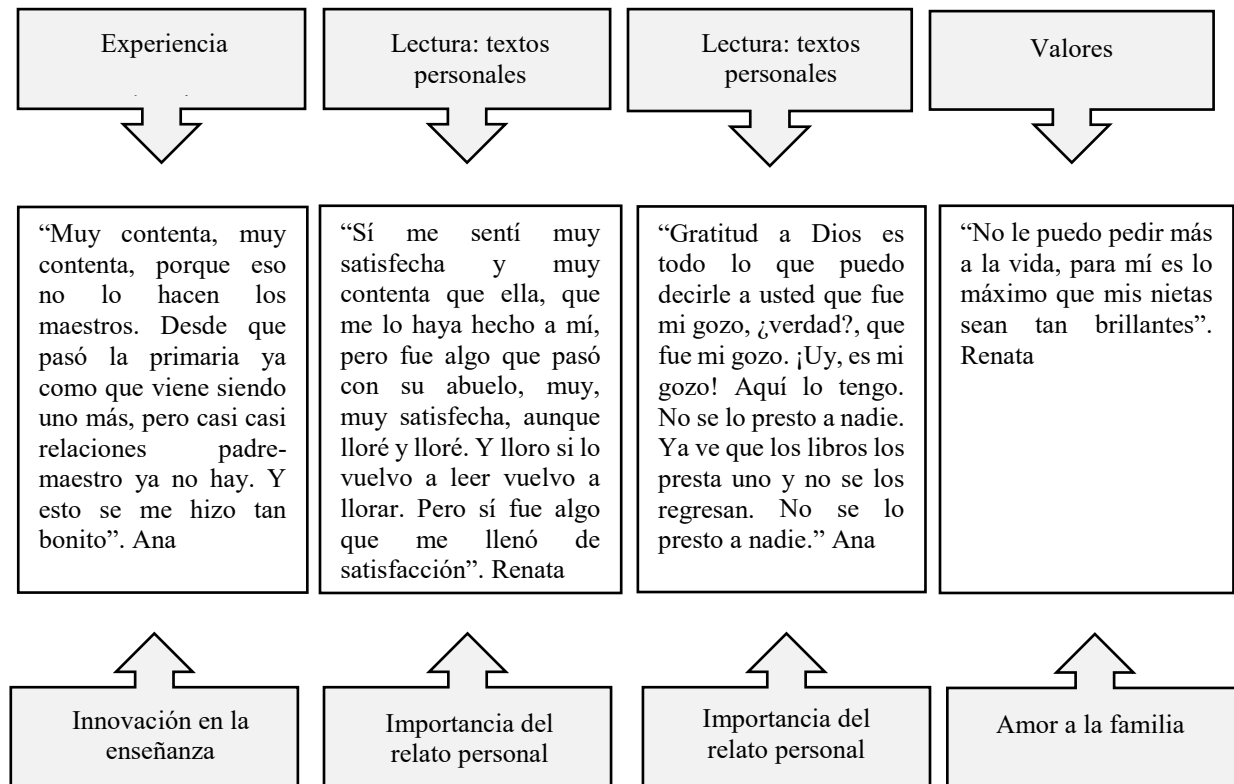 Experiencia
Lectura: textos
personales
Lectura: textos
personales
Valores
“Muy contenta, muy
contenta, porque eso
no lo hacen los
maestros. Desde que
pasó la primaria ya
como que viene siendo
uno más, pero casi casi
relaciones padre-
maestro ya no hay. Y
esto se me hizo tan
bonito”. Ana
“Sí me sentí muy
satisfecha y muy
contenta que ella, que
me lo haya hecho a mí,
pero fue algo que pasó
con su abuelo, muy,
muy satisfecha, aunque
lloré y lloré. Y lloro si lo
vuelvo a leer vuelvo a
llorar. Pero sí fue algo
que me llenó de
satisfacción”. Renata
“Gratitud a Dios es
todo lo que puedo
decirle a usted que fue
mi gozo, ¿verdad?, que
fue mi gozo. ¡Uy, es mi
gozo! Aquí lo tengo.
No se lo presto a nadie.
Ya ve que los libros los
presta uno y no se los
regresan. No se lo
presto a nadie.” Ana
“No le puedo pedir más
a la vida, para mí es lo
máximo que mis nietas
sean tan brillantes”.
Renata
Innovación en la
enseñanza
Importancia del
relato personal
Importancia del
relato personal
Amor a la familia